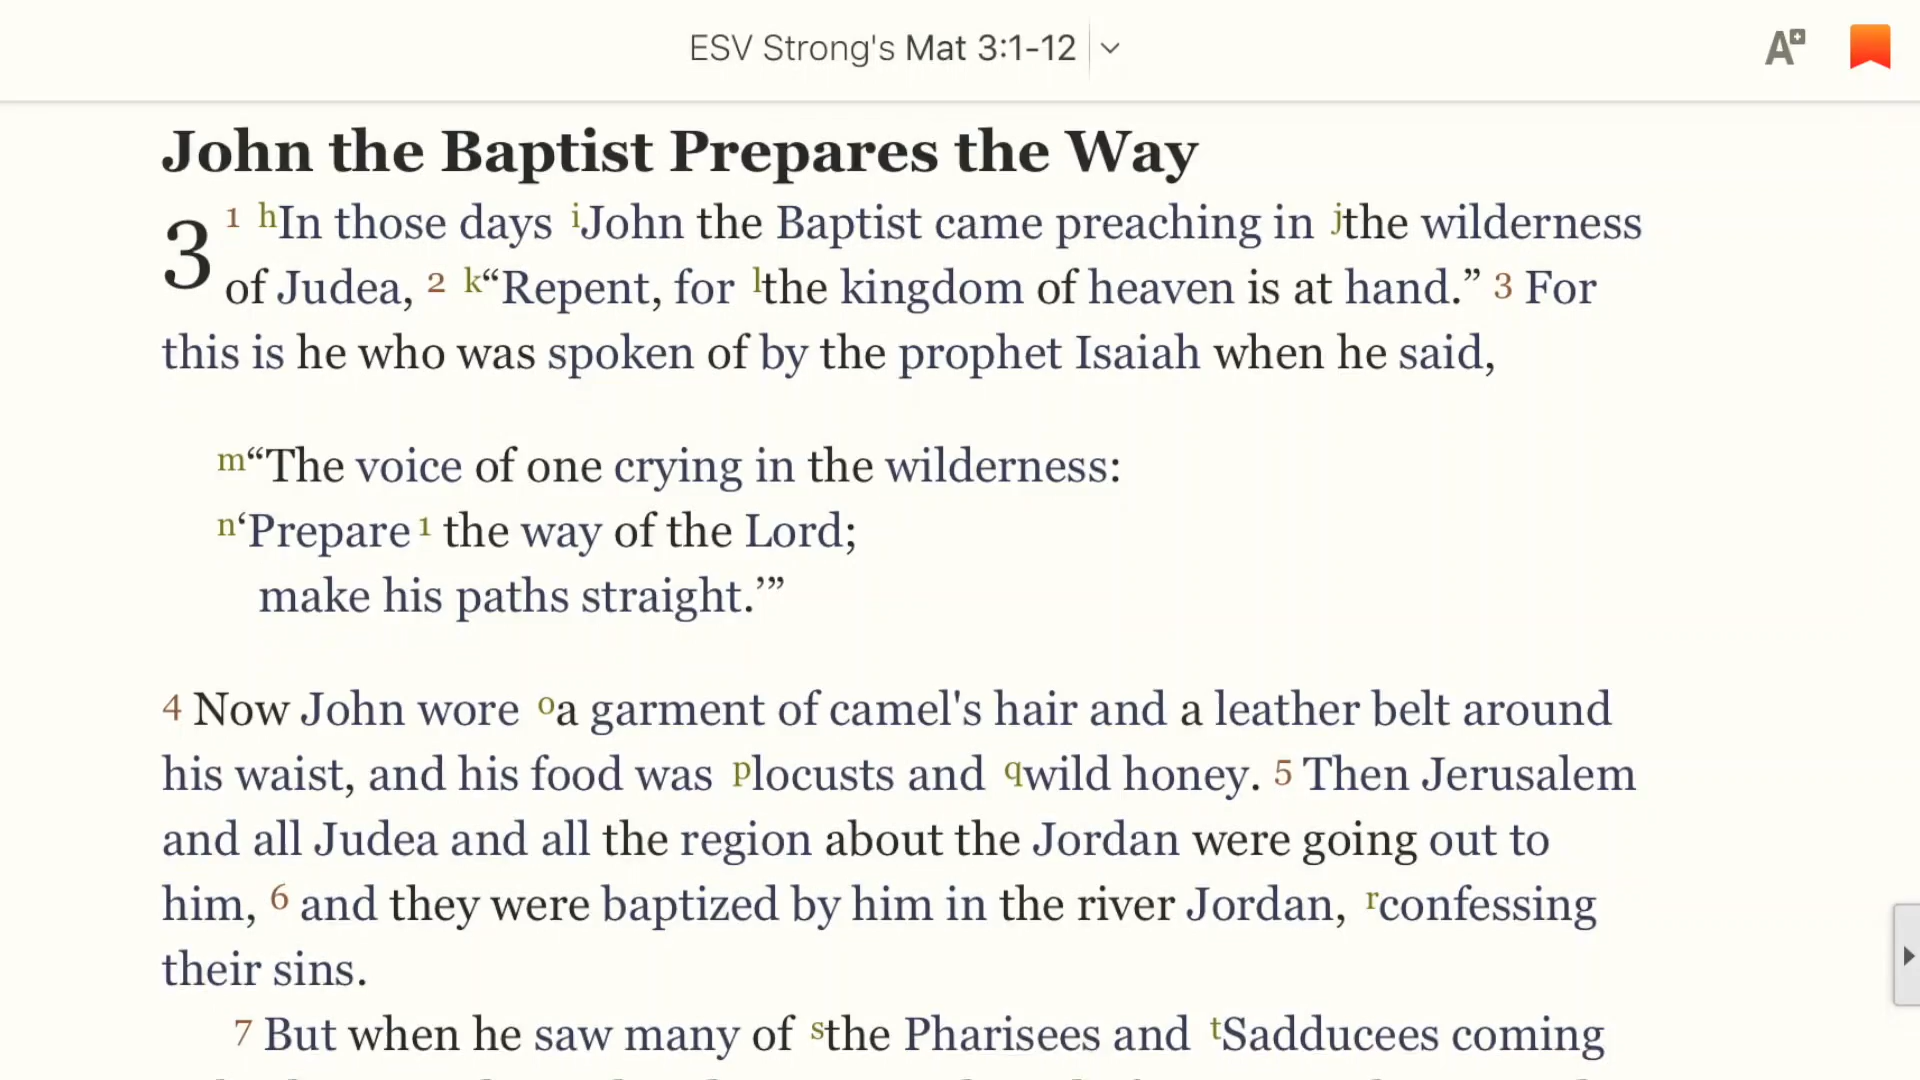 ESV Strong's Mat 3:1-12
A+
John the Baptist Prepares the Way
3 1 hIn those days iJohn the Baptist came preaching in jthe wilderness
of Judea, 2 k“Repent, for lthe kingdom of heaven is at hand.” 3 For
this is he who was spoken of by the prophet Isaiah when he said,
m“The voice of one crying in the wilderness:
n‘Prepare1 the way of the Lord;
make his paths straight.’”
4 Now John wore oa garment of camel's hair and a leather belt around
his waist, and his food was plocusts and qwild honey. 5 Then Jerusalem
and all Judea and all the region about the Jordan were going out to
him, 6 and they were baptized by him in the river Jordan, rconfessing
their sins.
7 But when he saw many of sthe Pharisees and tSadducees coming